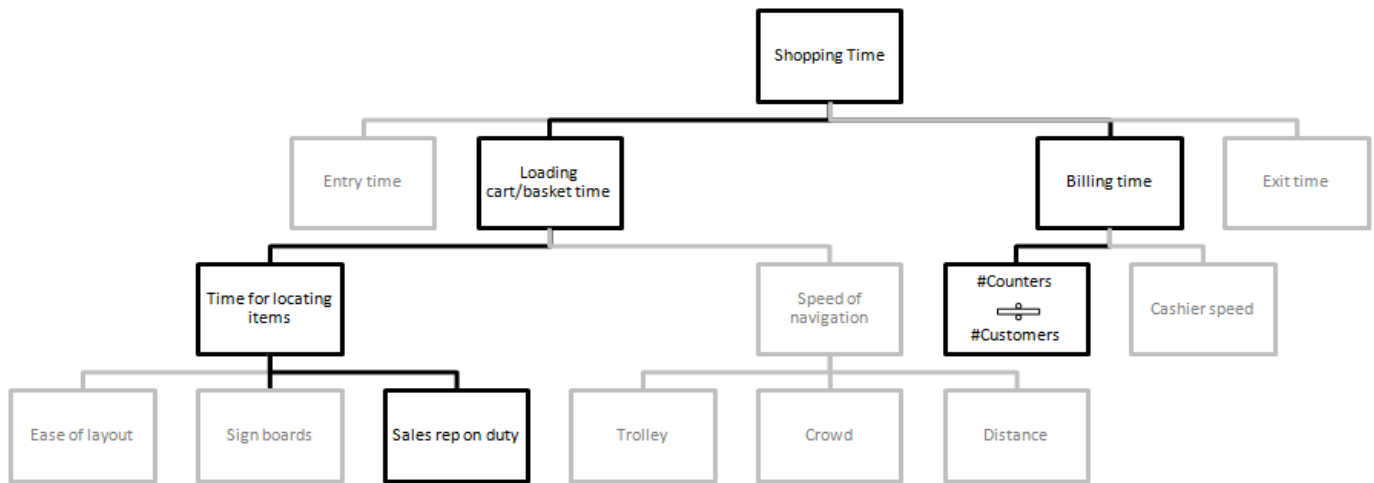 Shopping Time
Entry time
Loading
cart/basket time
Billing time
Exit time
Time for locating
items
Speed of
navigation
#Counters
#Customers
Cashier speed
Ease of layout
Sign boards
Sales rep on duty
Trolley
Crowd
Distance